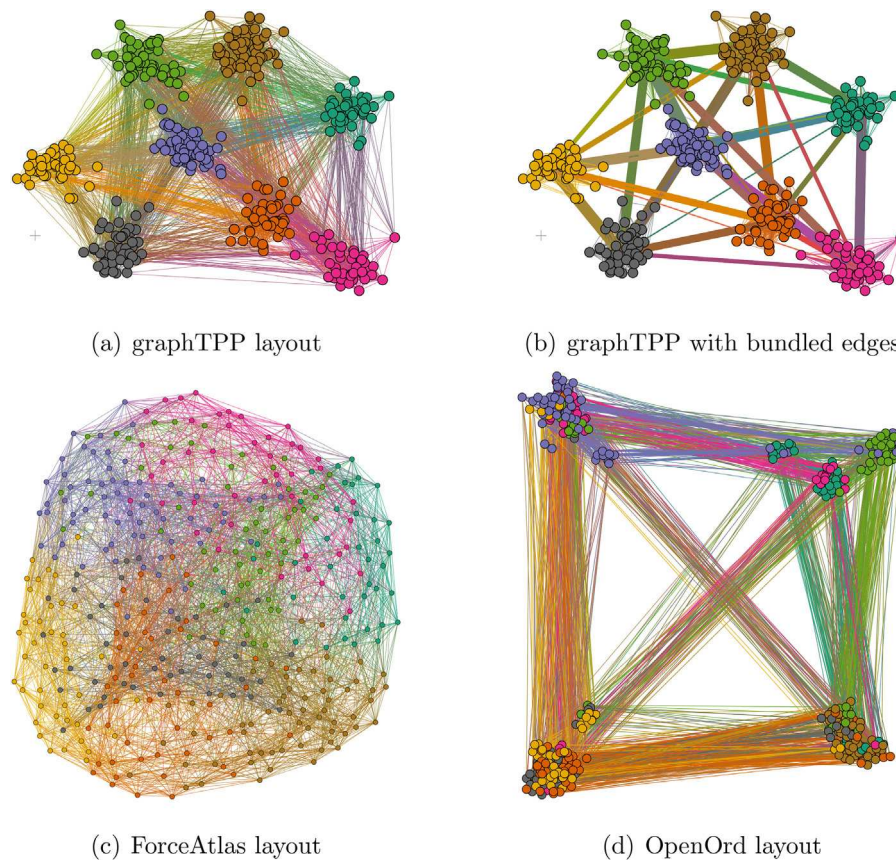 (a) graphTPP layout
(b) graphTPP with bundled edges
(c) ForceAtlas layout
(d) OpenOrd layout